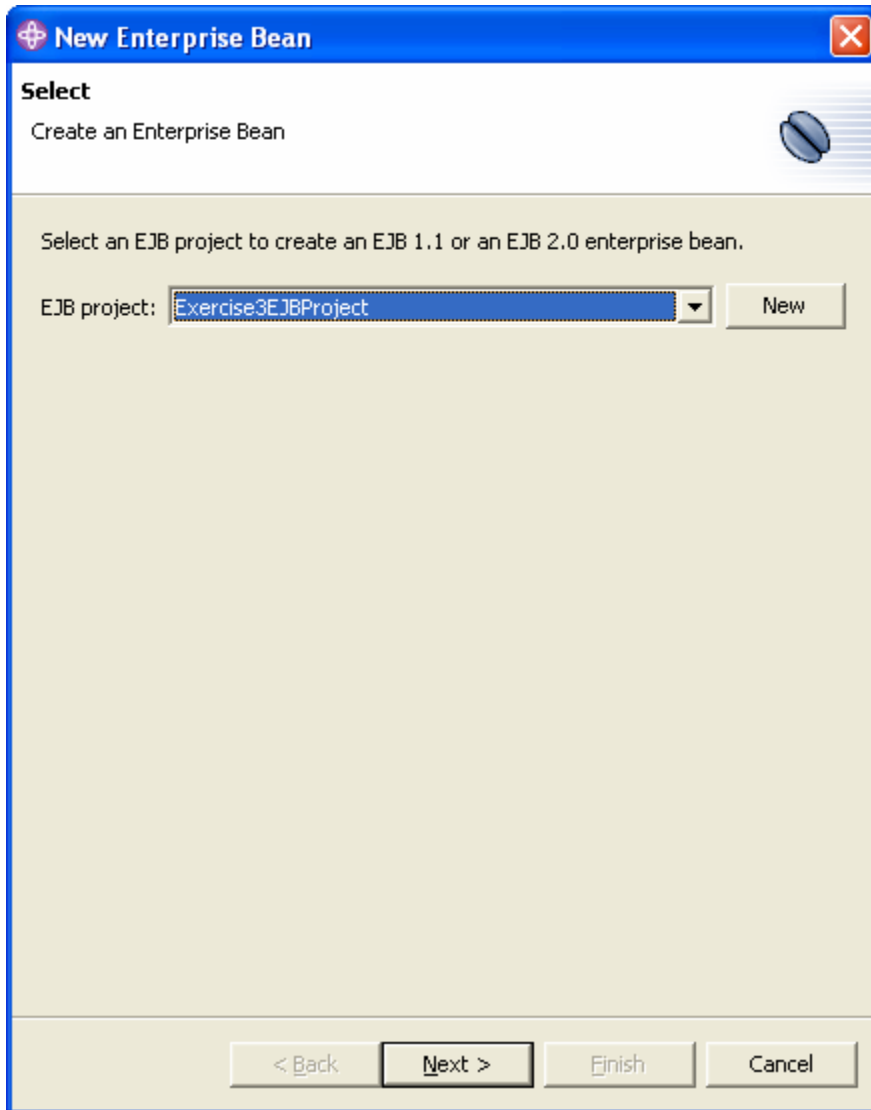 New Enterprise Bean
Select
Create an Enterprise Bean
Select an EJB project to create an EJB 1.1 or an EJB 2.0 enterprise bean.
EJB project: Exercise3EJBProject New
< Back Next > Finish Cancel